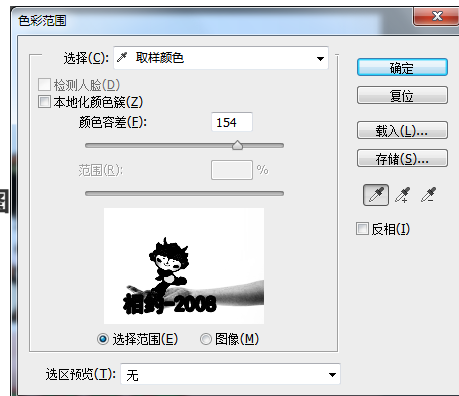 色彩范围
选择(C): 取样颜色
检测人脸(D)
本地化颜色簇(Z)
颜色容差(F): 154
范围(R): %
相约-2008
选择范围(E) 图像(M)
选区预览(T): 无
确定
复位
载入(L)...
存储(S)...
反相(I)